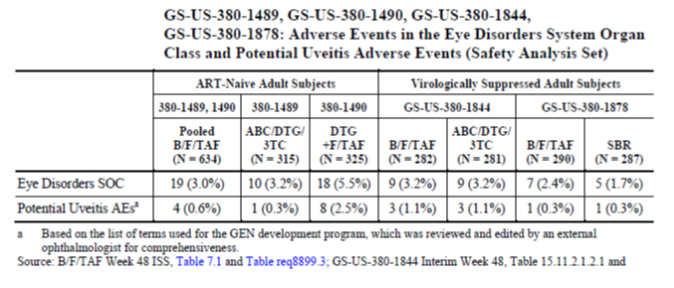 GS-US-380-1489, GS-US-380-1490, GS-US-380-1844,
GS-US-380-1878: Adverse Events in the Eye Disorders System Organ
Class and Potential Uveitis Adverse Events (Safety Analysis Set)
ART-Naive Adult Subjects Virologically Suppressed Adult Subjects
380-1489, 1490 380-1489 380-1490 GS-US-380-1844 GS-US-380-1878
Pooled B/F/TAF (N = 634) ABC/DTG/ 3TC (N = 315) DTG +F/TAF (N = 325) B/F/TAF (N = 282) ABC/DTG/ 3TC (N = 281) B/F/TAF (N = 290) SBR (N = 287)
Eye Disorders SOC 19 (3.0%) 10 (3.2%) 18 (5.5%) 9 (3.2%) 9 (3.2%) 7 (2.4%) 5 (1.7%)
Potential Uveitis AEsª 4 (0.6%) 1 (0.3%) 8 (2.5%) 3 (1.1%) 3 (1.1%) 1 (0.3%) 1 (0.3%)
a Based on the list of terms used for the GEN development program, which was reviewed and edited by an external
ophthalmologist for comprehensiveness.
Source: B/F/TAF Week 48 ISS, Table 7.1 and Table req8899.3; GS-US-380-1844 Interim Week 48, Table 15.11.2.1.2.1 and